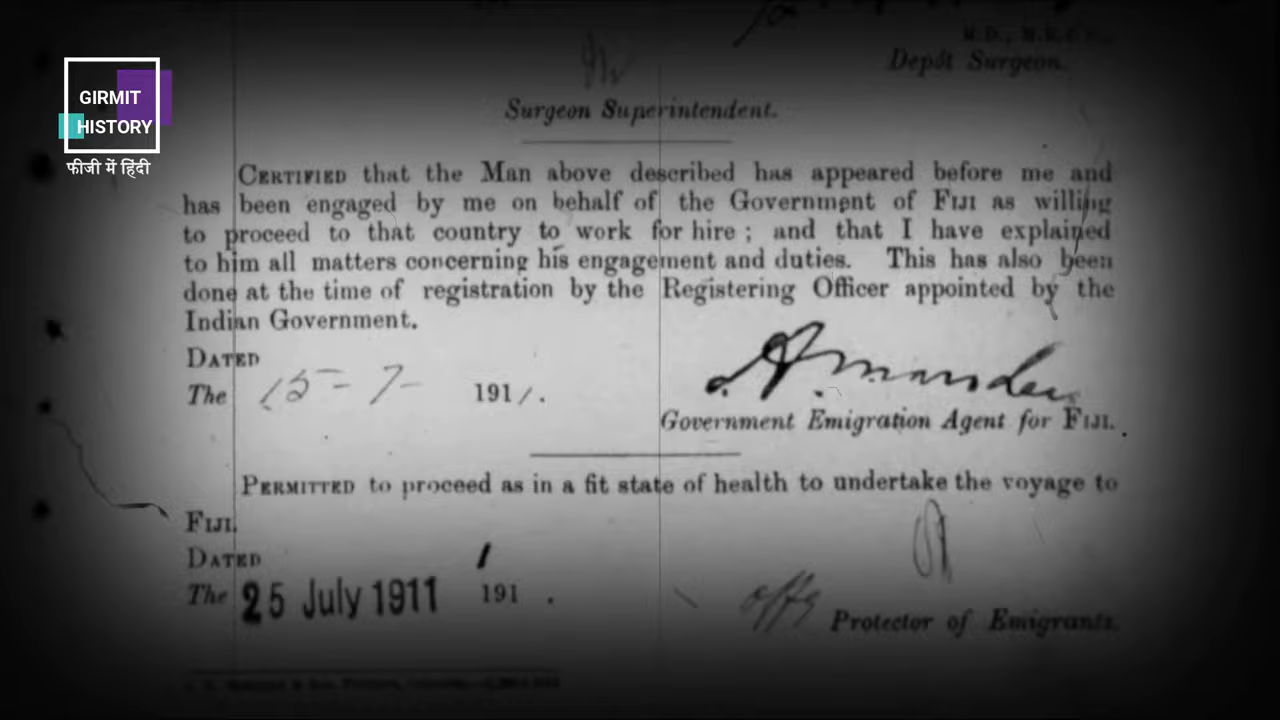 GIRMIT
HISTORY
फीजी में हिंदी
Depôt Surgeon.
Surgeon Superintendent.
CERTIFIED that the Man above described has appeared before me and
has been engaged by me on behalf of the Government of FIJI as willing
to proceed to that country to work for hire ; and that I have explained
to him all matters concerning his engagement and duties. This has also been
done at the time of registration by the Registering Officer appointed by the
Indian Government.
DATED
The 15-7- 1911.
Government Emigration Agent for FIJI.
PERMITTED to proceed as in a fit state of health to undertake the voyage to
FIJI.
DATED
The 25 July 1911 191 .
Protector of Emigrants.